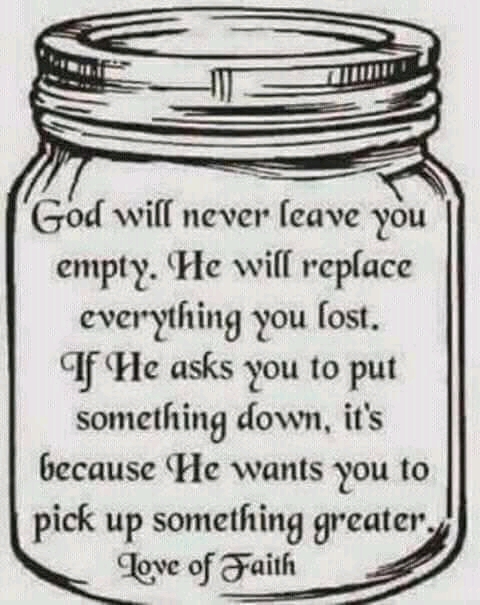 God will never leave you
empty. He will replace
everything you lost.
If He asks you to put
something down, it's
because He wants you to
pick up something greater.
Love of Faith